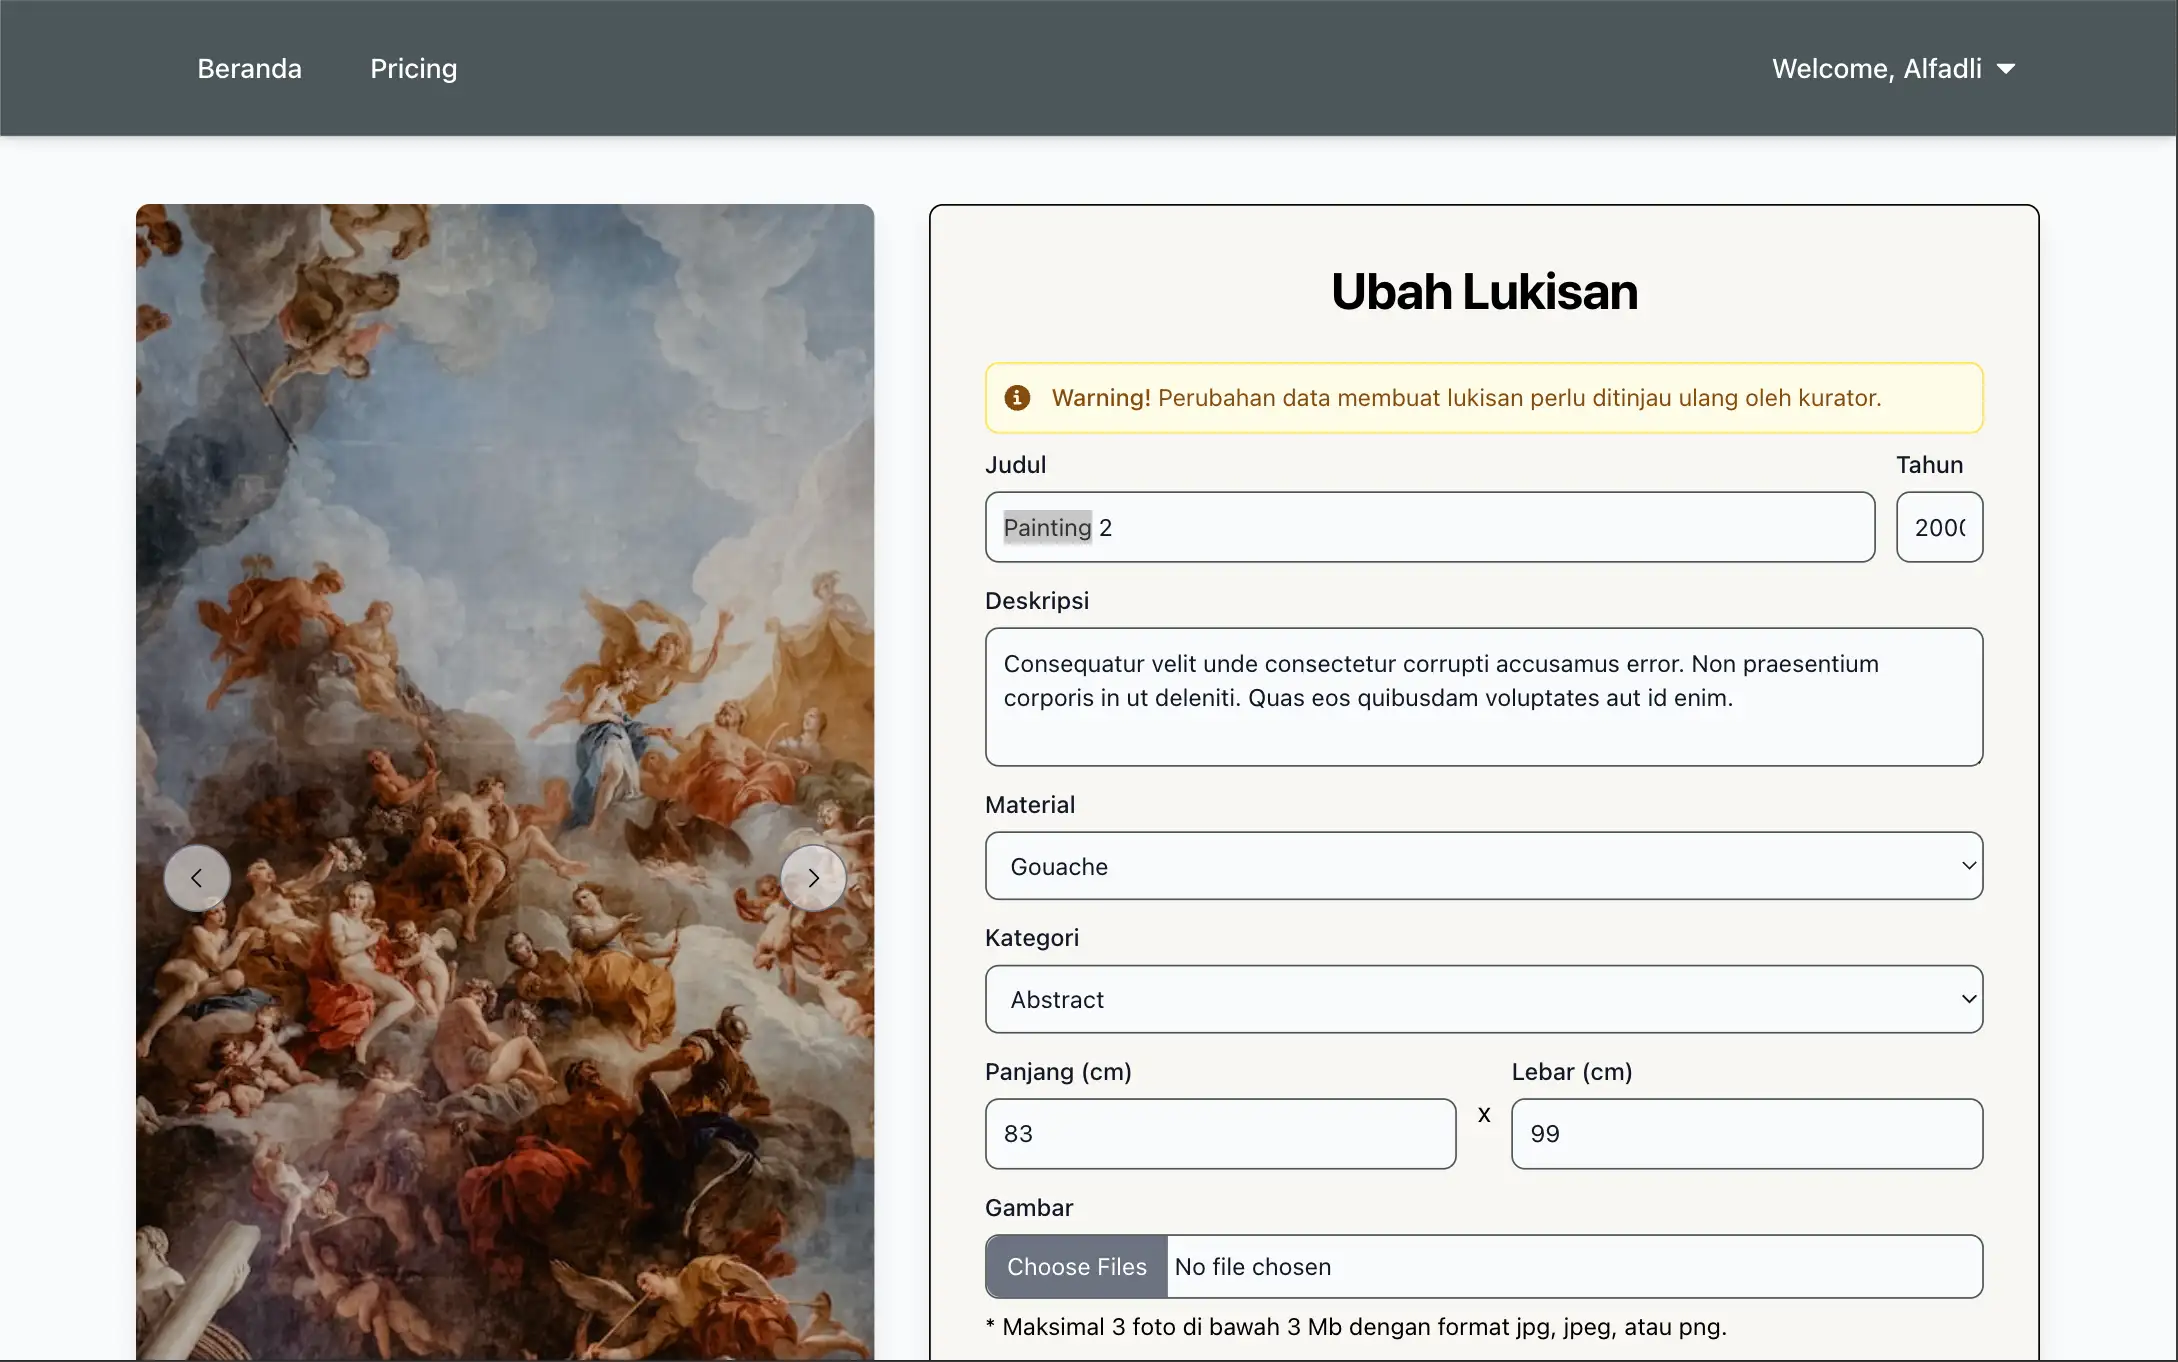 Beranda
Pricing
Welcome, Alfadli
Ubah Lukisan
Warning! Perubahan data membuat lukisan perlu ditinjau ulang oleh kurator.
Judul
Tahun
Painting 2
2000
Deskripsi
Consequatur velit unde consectetur corrupti accusamus error. Non praesentium
corporis in ut deleniti. Quas eos quibusdam voluptates aut id enim.
Material
Gouache
Kategori
Abstract
Panjang (cm)
Lebar (cm)
83
x
99
Gambar
Choose Files No file chosen
* Maksimal 3 foto di bawah 3 Mb dengan format jpg, jpeg, atau png.